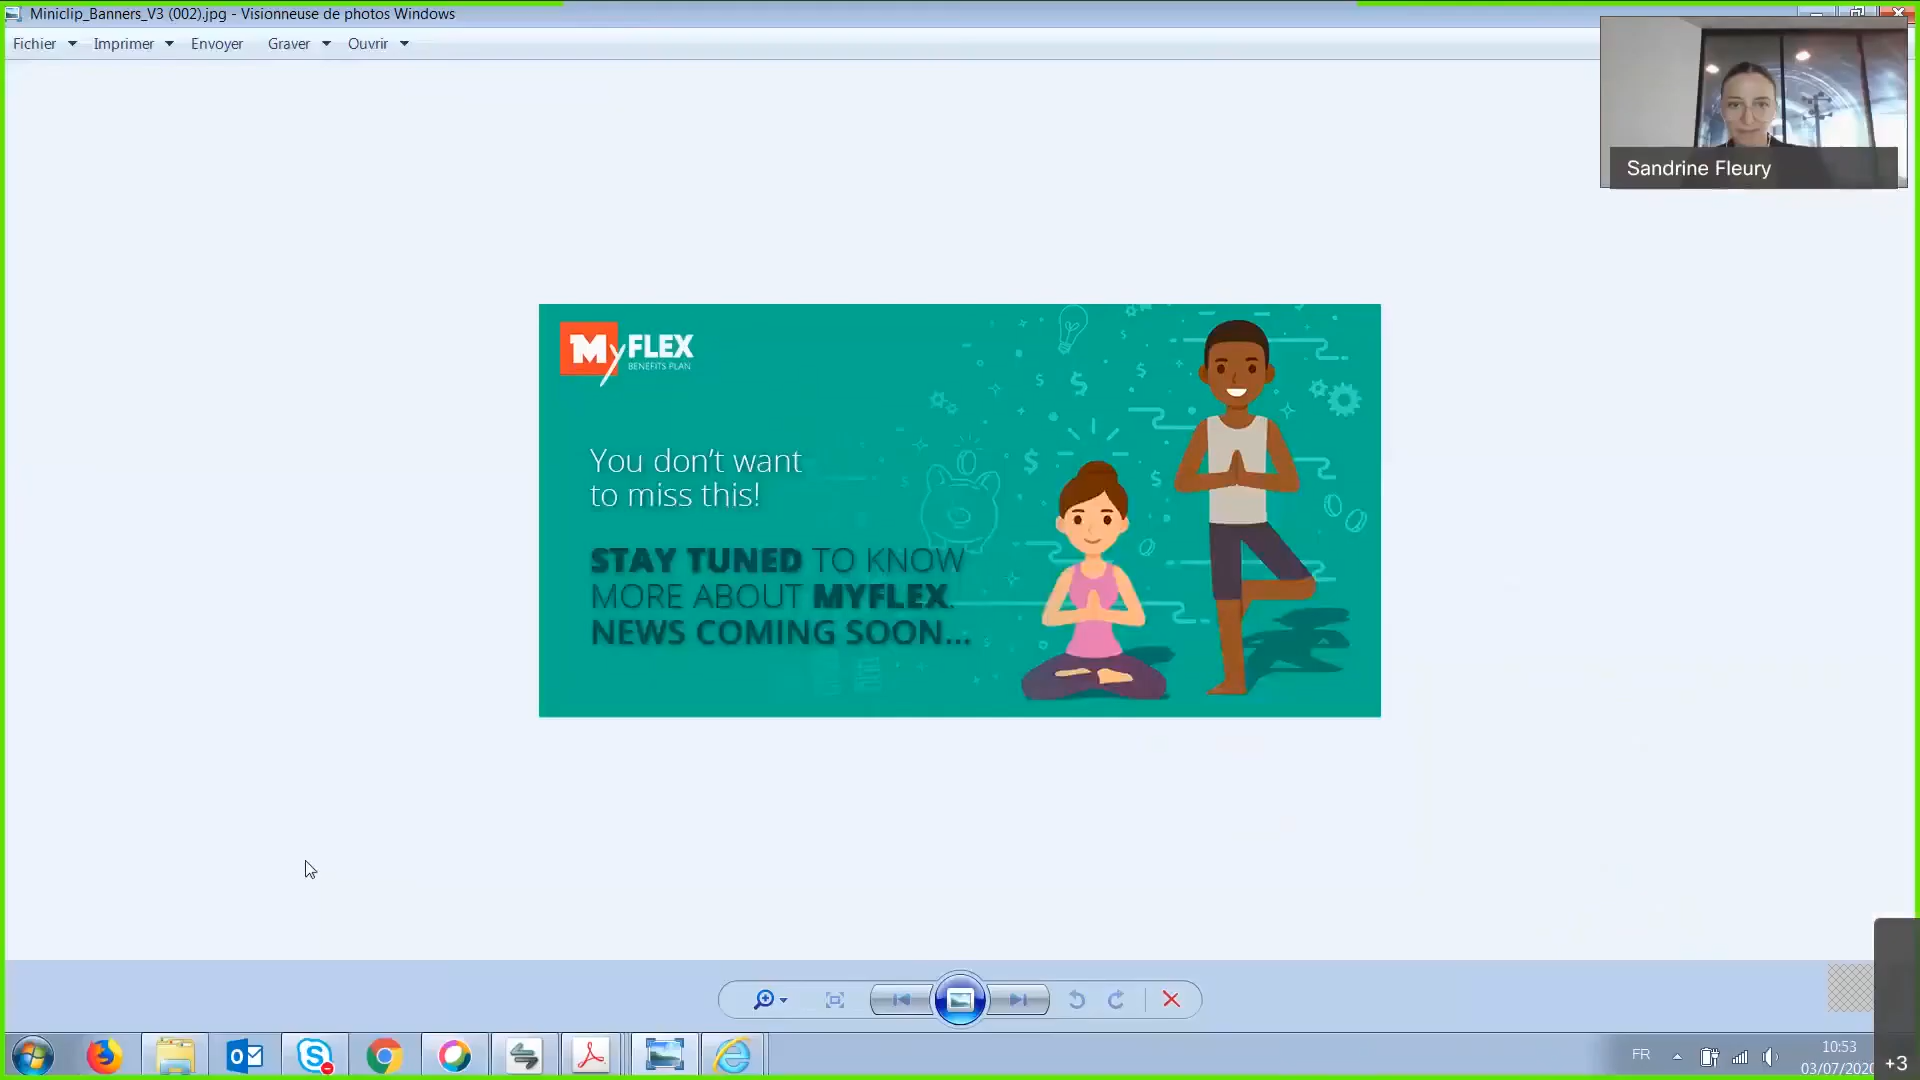 Miniclip_Banners_V3 (002).jpg - Visionneuse de photos Windows
Fichier Imprimer Envoyer Graver Ouvrir
Sandrine Fleury
MyFLEX
BENEFITS PLAN
You don't want
to miss this!
STAY TUNED TO KNOW
MORE ABOUT MYFLEX.
NEWS COMING SOON...
FR
10:53
03/07/2020
+3